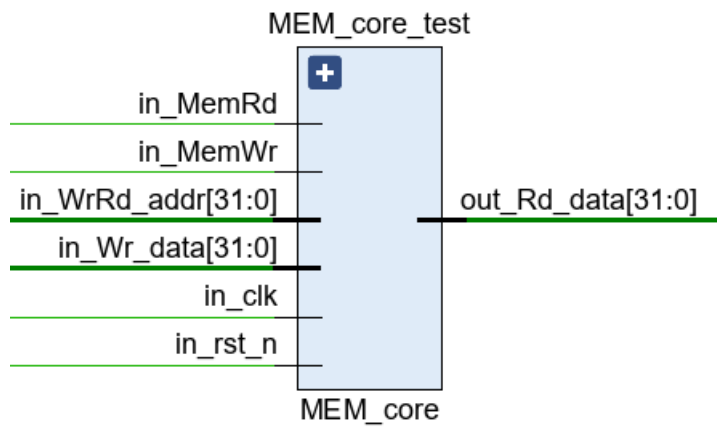 MEM_core_test
in_MemRd
in_MemWr
in_WrRd_addr[31:0]
out_Rd_data[31:0]
in_Wr_data[31:0]
in_clk
in_rst_n
MEM_core